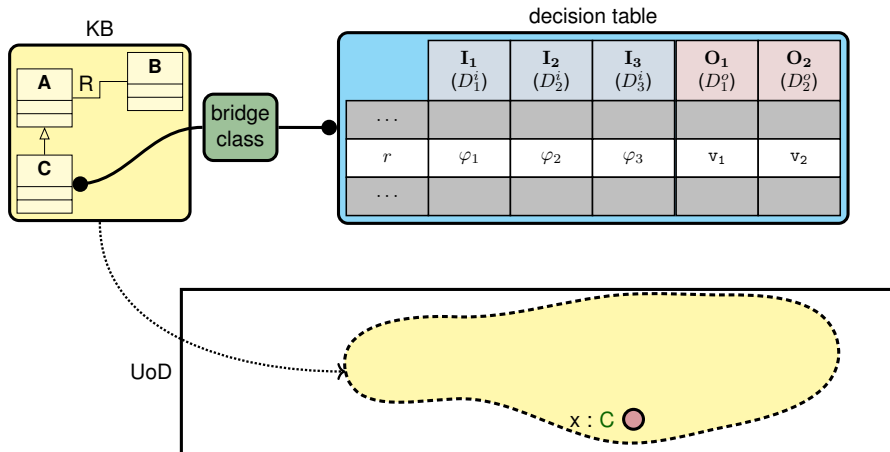 decision table
KB
A
R
B
C
bridge
class
I₁ I₂ I₃ O₁ O₂
(D₁ⁱ) (D₂ⁱ) (D₃ⁱ) (D₁ᵒ) (D₂ᵒ)
...
r φ₁ φ₂ φ₃ v₁ v₂
...
UoD
x : C